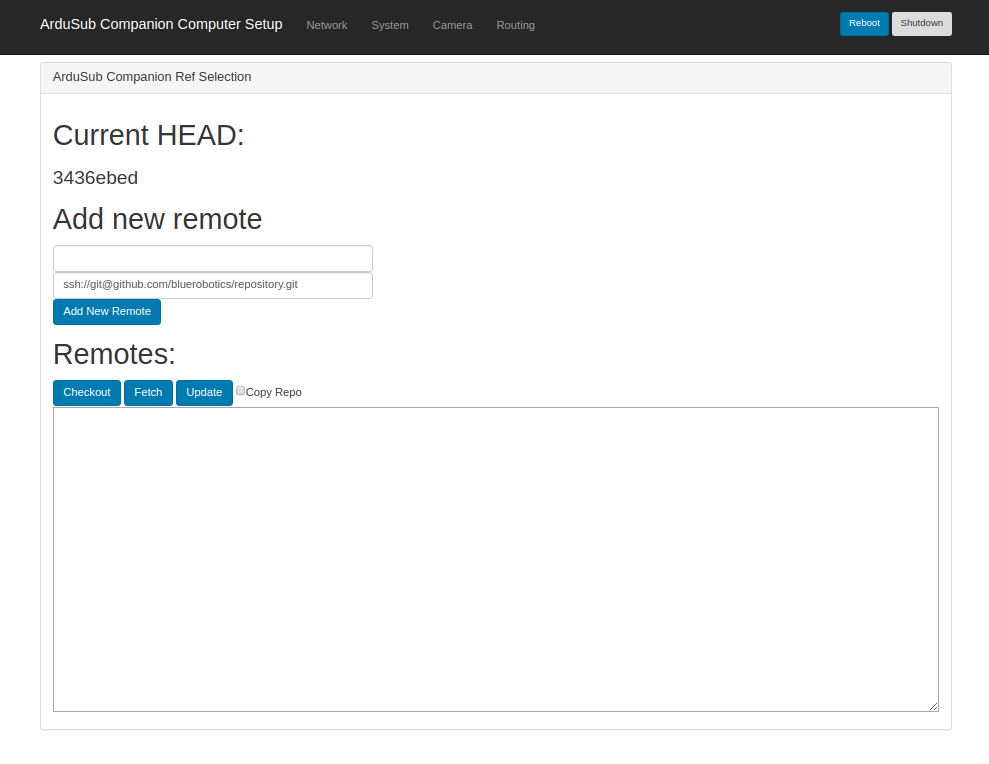 ArduSub Companion Computer Setup Network System Camera Routing Reboot Shutdown
ArduSub Companion Ref Selection
Current HEAD:
3436ebed
Add new remote
ssh://git@github.com/bluerobotics/repository.git
Add New Remote
Remotes:
Checkout Fetch Update Copy Repo